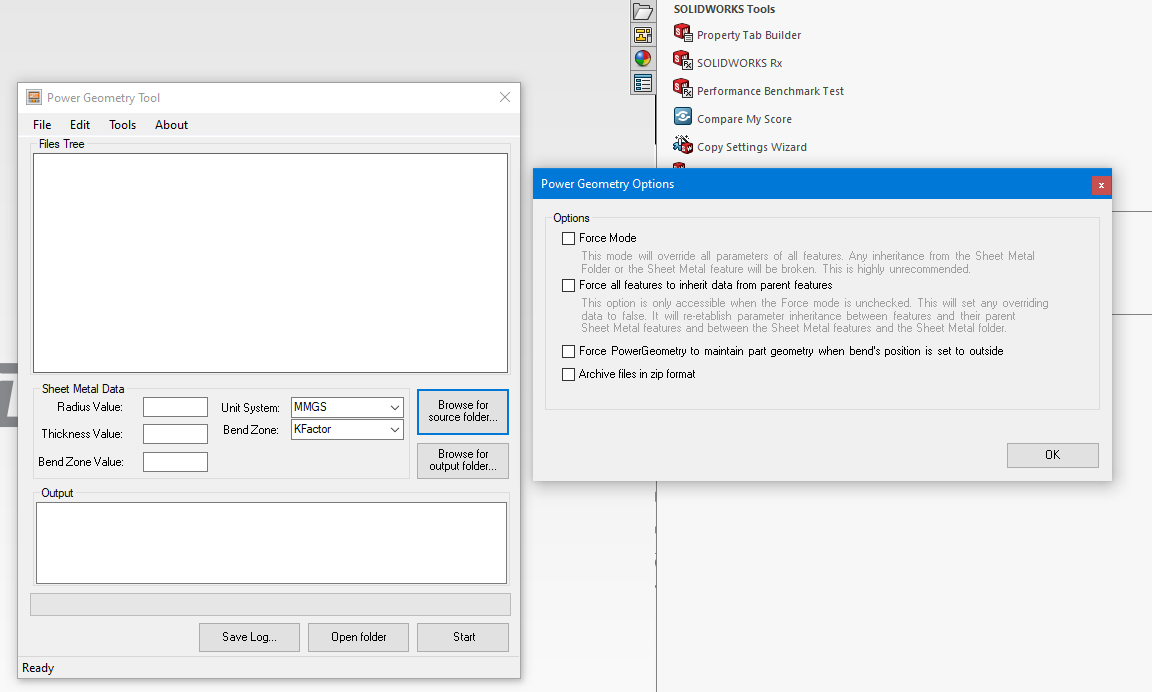 SOLIDWORKS Tools
Property Tab Builder
SOLIDWORKS Rx
Performance Benchmark Test
Compare My Score
Copy Settings Wizard
Power Geometry Tool
File Edit Tools About
Files Tree
Sheet Metal Data
Radius Value:
Unit System: MMGS
Thickness Value:
Bend Zone: KFactor
Bend Zone Value:
Browse for
source folder...
Browse for
output folder...
Output
Save Log... Open folder Start
Ready
Power Geometry Options
x
Options
Force Mode
This mode will override all parameters of all features. Any inheritance from the Sheet Metal
Folder or the Sheet Metal feature will be broken. This is highly unrecommended.
Force all features to inherit data from parent features
This option is only accessible when the Force mode is unchecked. This will set any overriding
data to false. It will re-etablish parameter inheritance between features and their parent
Sheet Metal features and between the Sheet Metal features and the Sheet Metal folder.
Force PowerGeometry to maintain part geometry when bend's position is set to outside
Archive files in zip format
OK